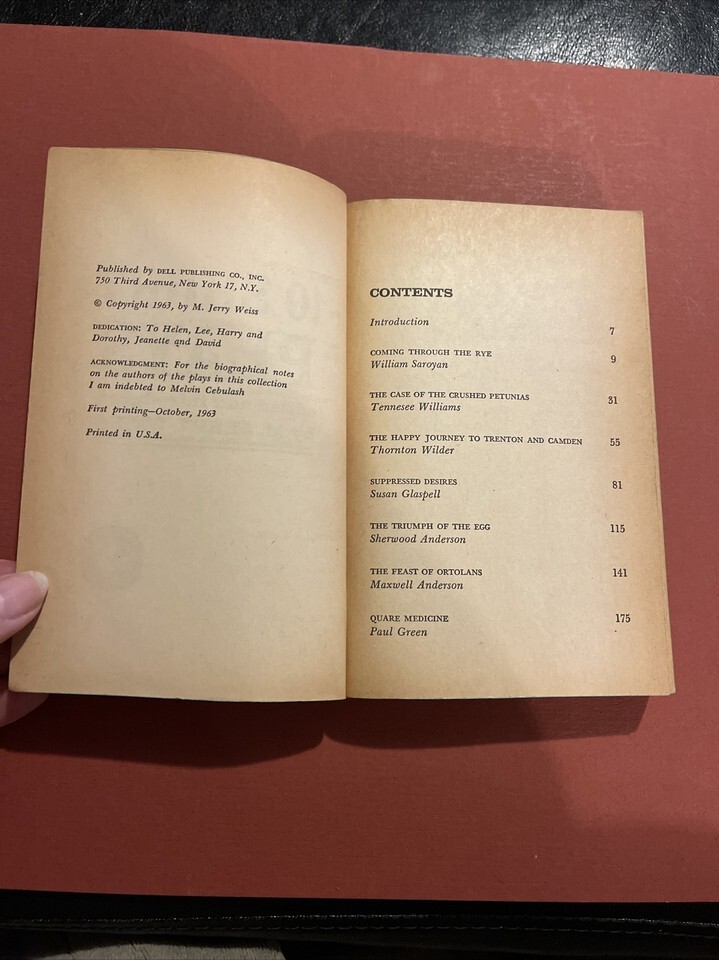 Published by DELL PUBLISHING CO., INC.
750 Third Avenue, New York 17, N.Y.
© Copyright 1963, by M. Jerry Weiss
DEDICATION: To Helen, Lee, Harry and
Dorothy, Jeanette and David
ACKNOWLEDGMENT: For the biographical notes
on the authors of the plays in this collection
I am indebted to Melvin Cebulash
First printing—October, 1963
Printed in U.S.A.
CONTENTS
Introduction 7
COMING THROUGH THE RYE 9
William Saroyan
THE CASE OF THE CRUSHED PETUNIAS 31
Tennesee Williams
THE HAPPY JOURNEY TO TRENTON AND CAMDEN 55
Thornton Wilder
SUPPRESSED DESIRES 81
Susan Glaspell
THE TRIUMPH OF THE EGG 115
Sherwood Anderson
THE FEAST OF ORTOLANS 141
Maxwell Anderson
QUARE MEDICINE 175
Paul Green